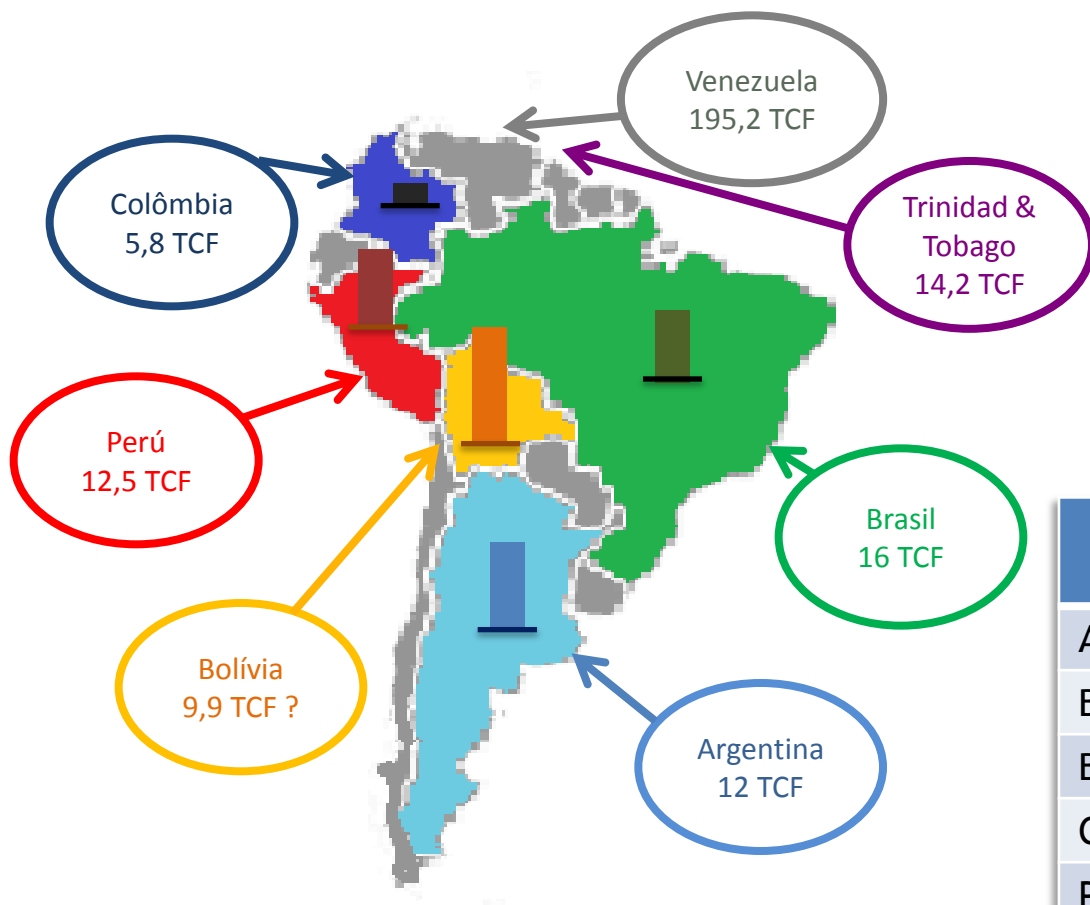 Venezuela
195,2 TCF
Colômbia
5,8 TCF
Trinidad &
Tobago
14,2 TCF
Perú
12,5 TCF
Brasil
16 TCF
Bolívia
9,9 TCF ?
Argentina
12 TCF